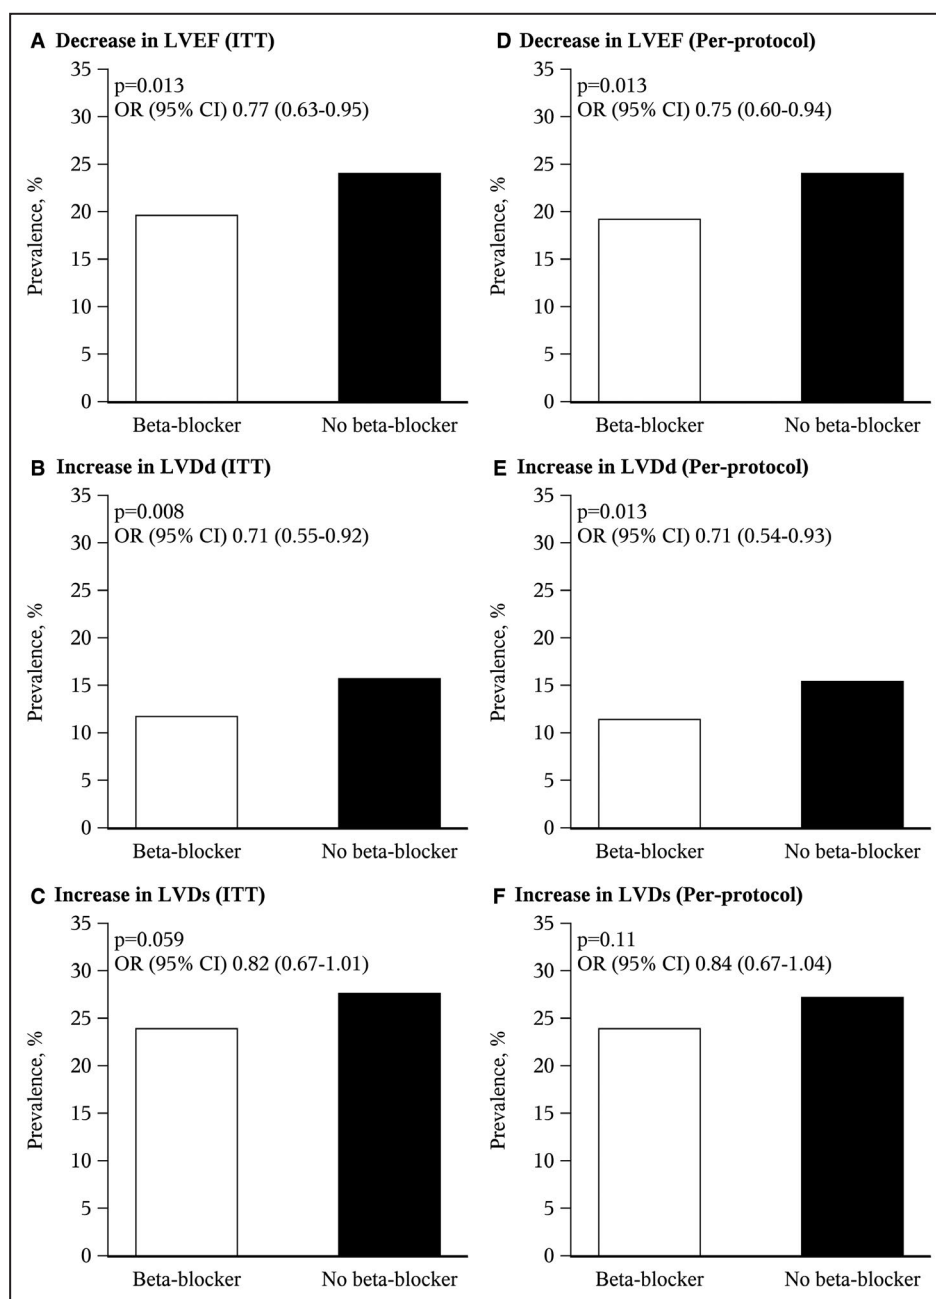 A Decrease in LVEF (ITT)
35
30
25
20
15
10
5
0
Prevalence, %
p=0.013
OR (95% CI) 0.77 (0.63-0.95)
Beta-blocker
No beta-blocker
D Decrease in LVEF (Per-protocol)
35
30
25
20
15
10
5
0
Prevalence, %
p=0.013
OR (95% CI) 0.75 (0.60-0.94)
Beta-blocker
No beta-blocker
B Increase in LVDd (ITT)
35
30
25
20
15
10
5
0
Prevalence, %
p=0.008
OR (95% CI) 0.71 (0.55-0.92)
Beta-blocker
No beta-blocker
E Increase in LVDd (Per-protocol)
35
30
25
20
15
10
5
0
Prevalence, %
p=0.013
OR (95% CI) 0.71 (0.54-0.93)
Beta-blocker
No beta-blocker
C Increase in LVDs (ITT)
35
30
25
20
15
10
5
0
Prevalence, %
p=0.059
OR (95% CI) 0.82 (0.67-1.01)
Beta-blocker
No beta-blocker
F Increase in LVDs (Per-protocol)
35
30
25
20
15
10
5
0
Prevalence, %
p=0.11
OR (95% CI) 0.84 (0.67-1.04)
Beta-blocker
No beta-blocker